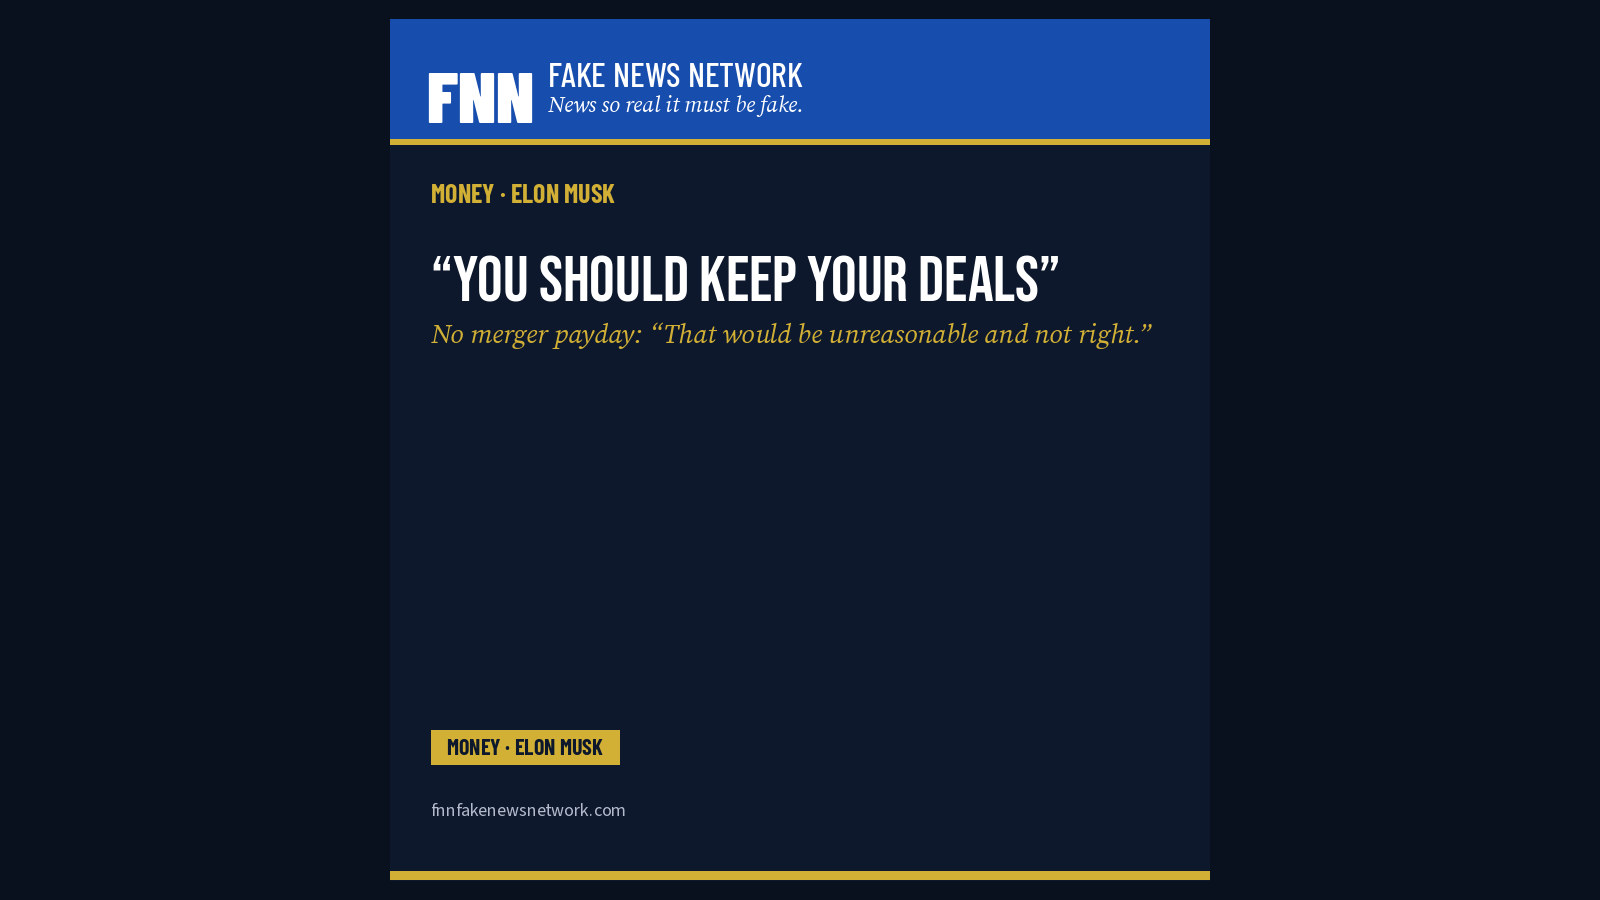 FNN
FAKE NEWS NETWORK
News so real it must be fake.
MONEY · ELON MUSK
“YOU SHOULD KEEP YOUR DEALS”
No merger payday: “That would be unreasonable and not right.”
MONEY · ELON MUSK
fnnfakenewsnetwork.com